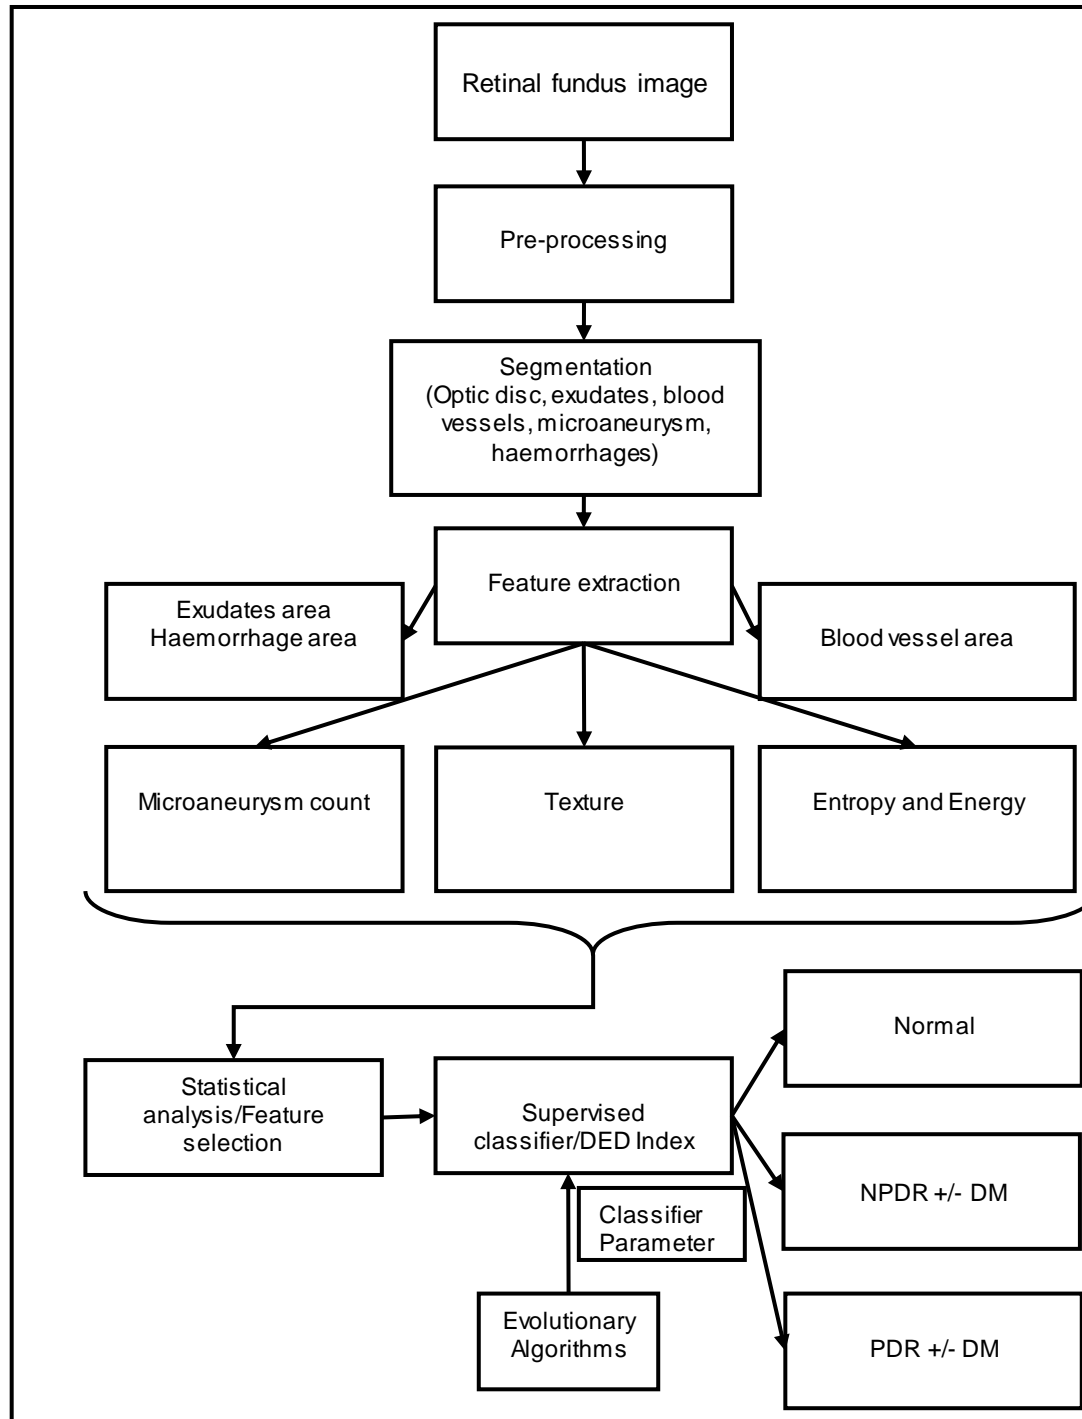 Retinal fundus image
Pre-processing
Segmentation
(Optic disc, exudates, blood
vessels, microaneurysm,
haemorrhages)
Feature extraction
Exudates area
Haemorrhage area
Blood vessel area
Microaneurysm count
Texture
Entropy and Energy
Statistical
analysis/Feature
selection
Supervised
classifier/DED Index
Normal
NPDR +/- DM
Classifier
Parameter
Evolutionary
Algorithms
PDR +/- DM